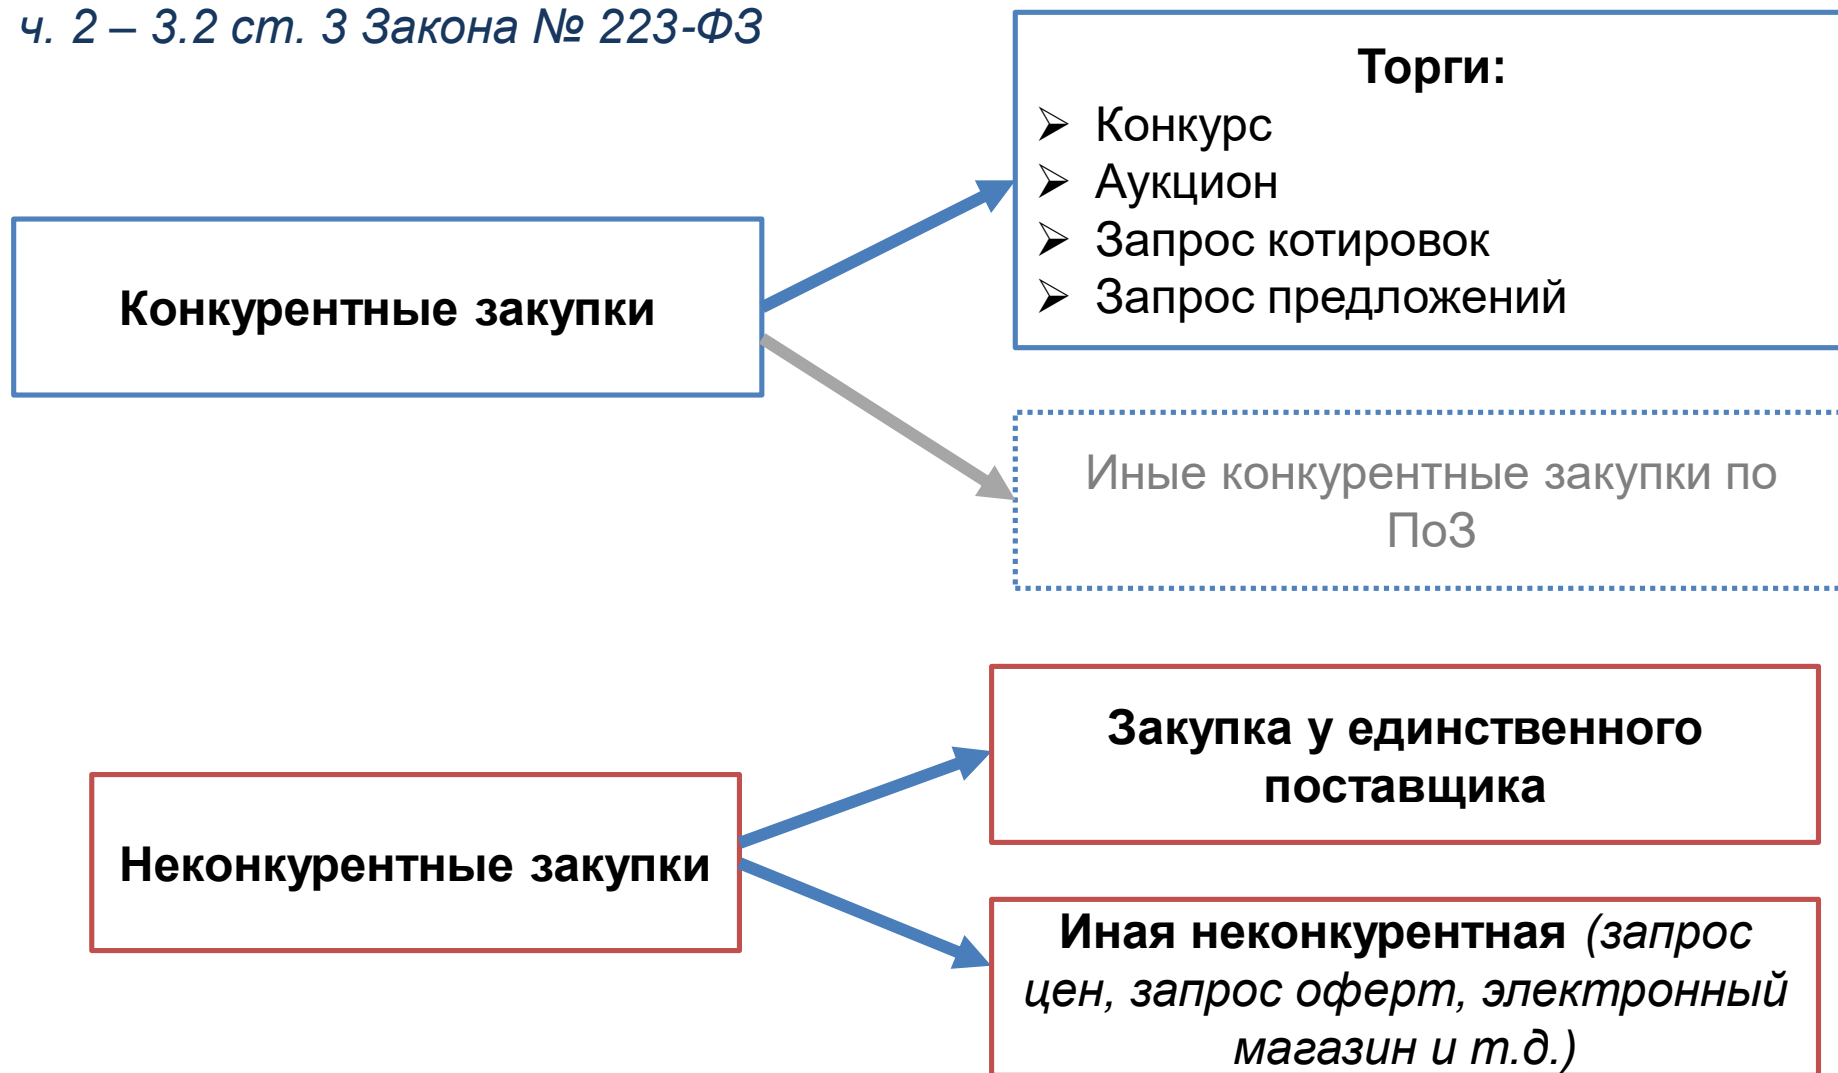 ч. 2 – 3.2 ст. 3 Закона № 223-ФЗ
Торги:
➢ Конкурс
➢ Аукцион
➢ Запрос котировок
➢ Запрос предложений
Конкурентные закупки
Иные конкурентные закупки по
ПоЗ
Закупка у единственного
поставщика
Неконкурентные закупки
Иная неконкурентная (запрос
цен, запрос оферт, электронный
магазин и т.д.)